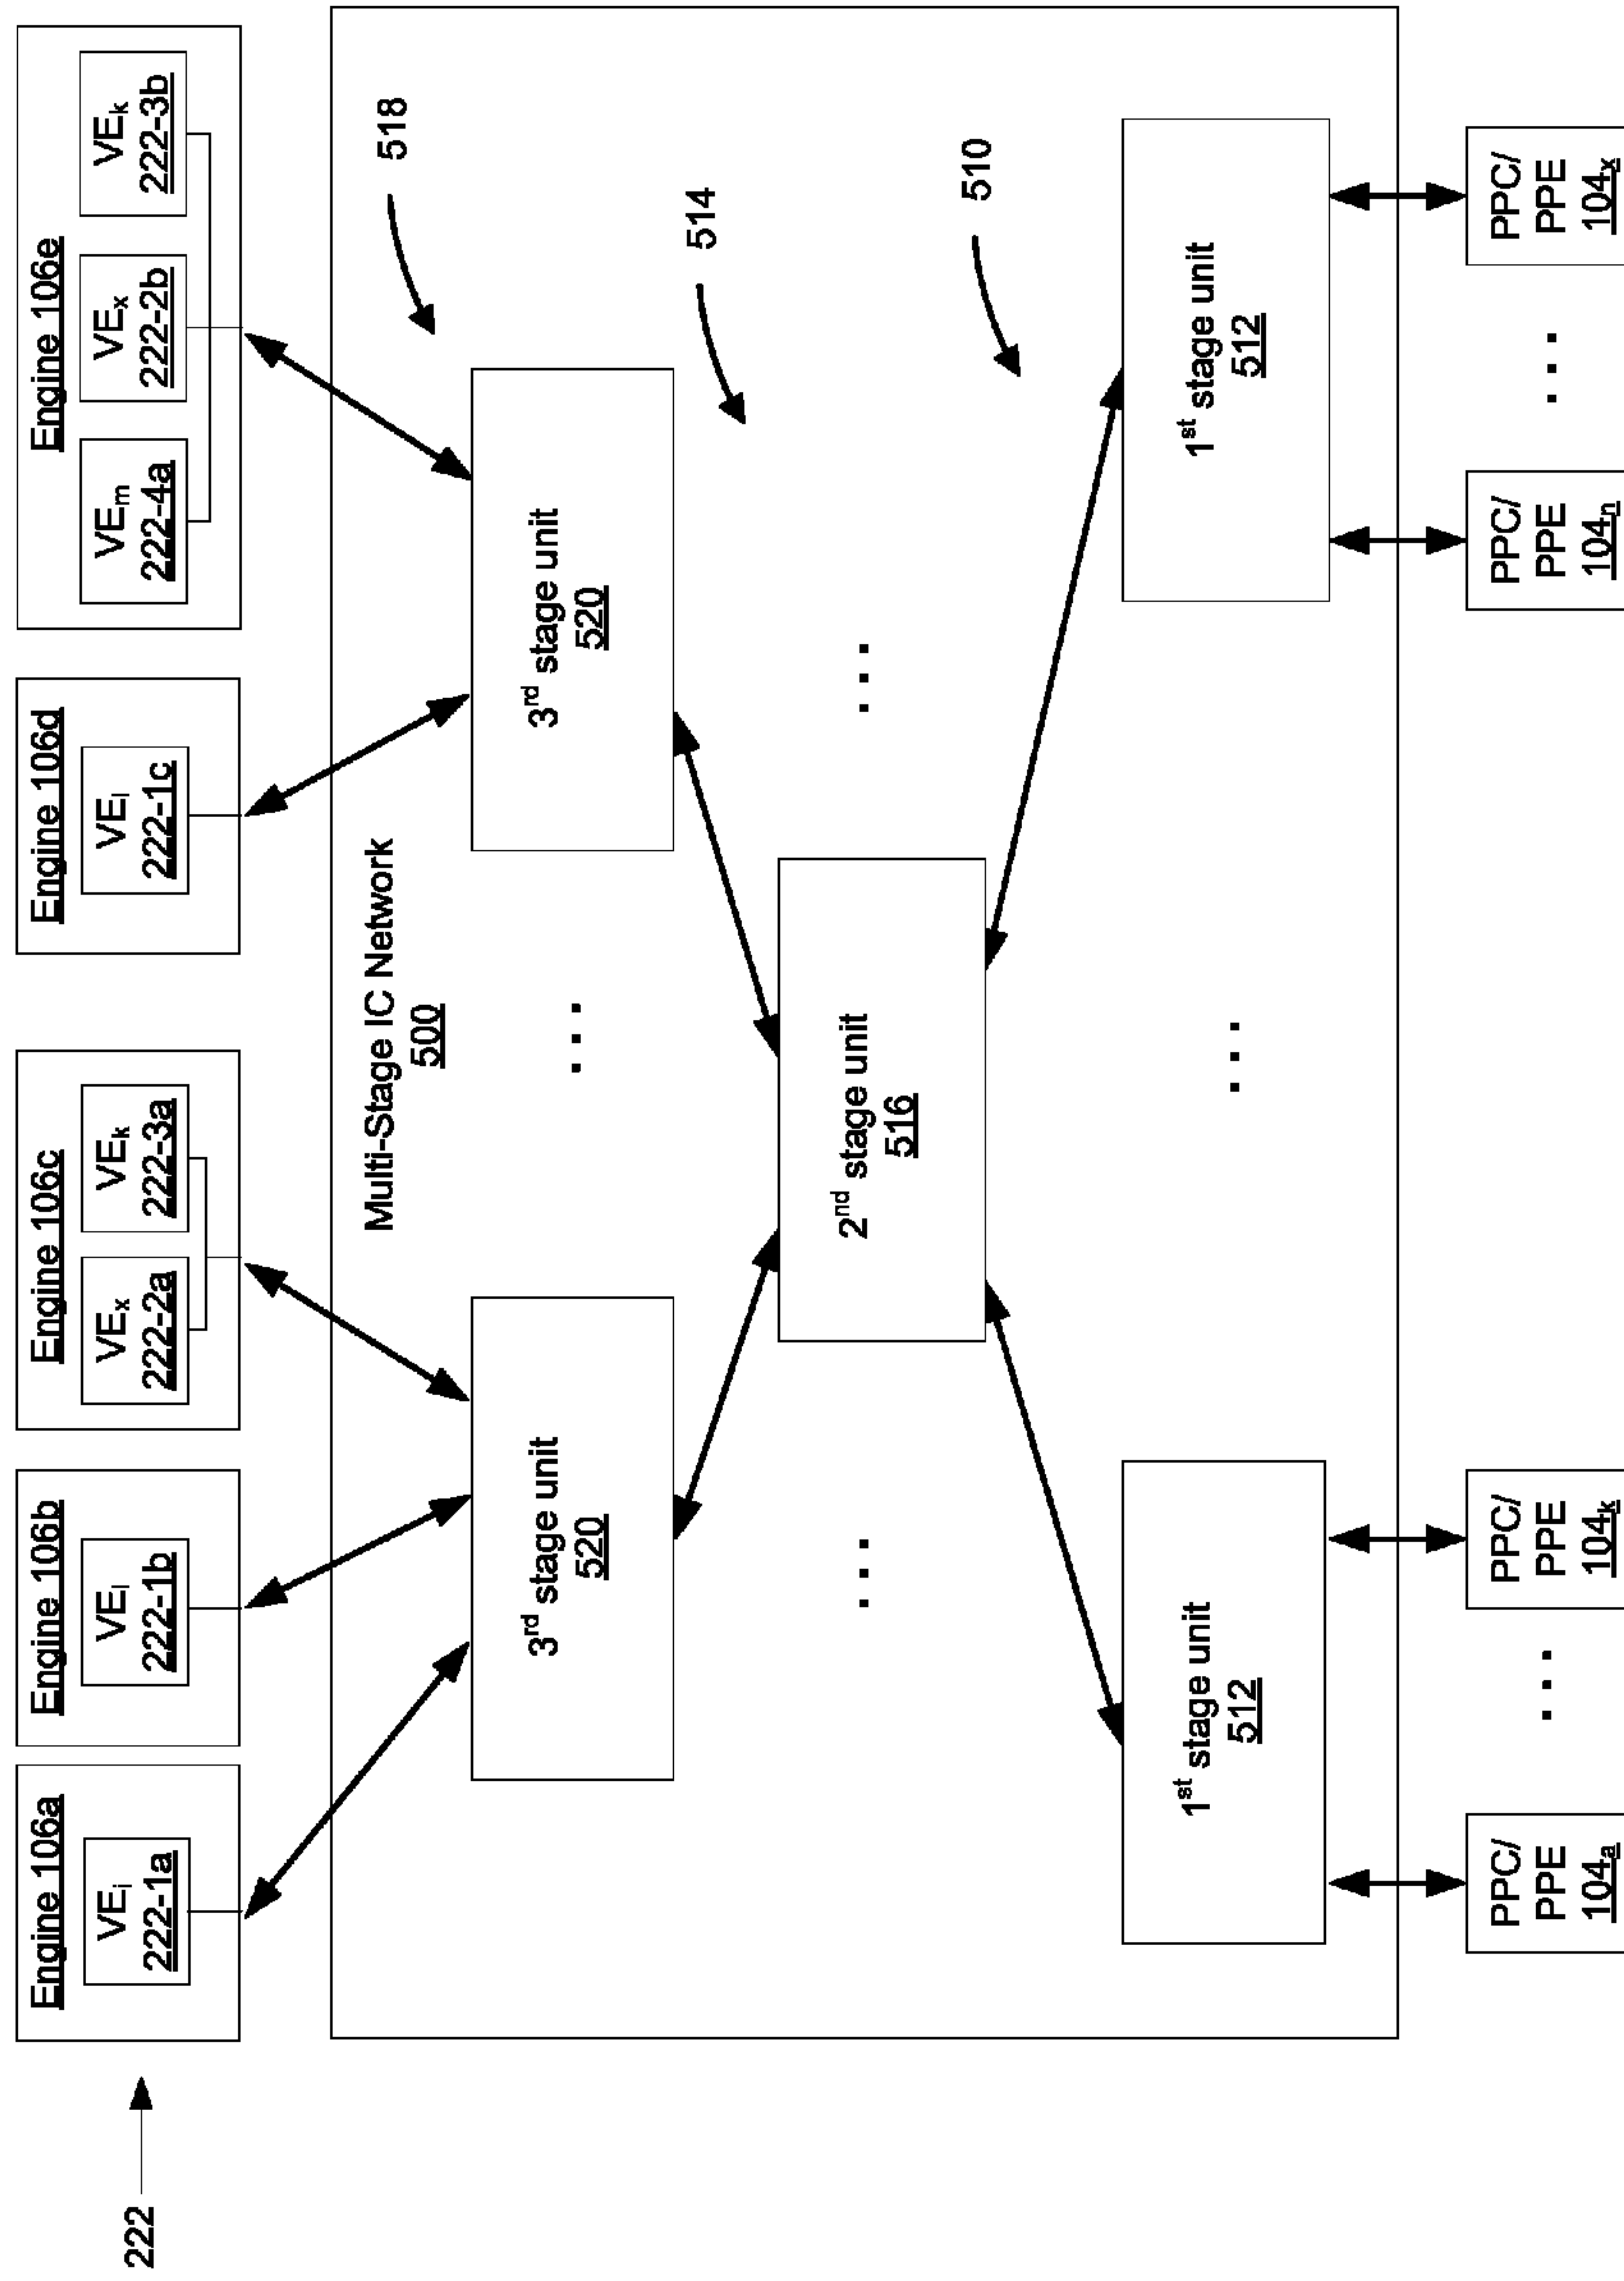 222
Engine 106a
VEi
222-1a
Engine 106b
VEl
222-1b
Engine 106c
VEx
222-2a
VEk
222-3a
Engine 106d
VEl
222-1c
Engine 106e
VEm
222-4a
VEx
222-2b
VEk
222-3b
Multi-Stage IC Network
500
518
3rd stage unit
520
...
3rd stage unit
520
514
2nd stage unit
516
...
...
510
1st stage unit
512
...
1st stage unit
512
PPC/
PPE
104a
...
PPC/
PPE
104k
PPC/
PPE
104n
...
PPC/
PPE
104x